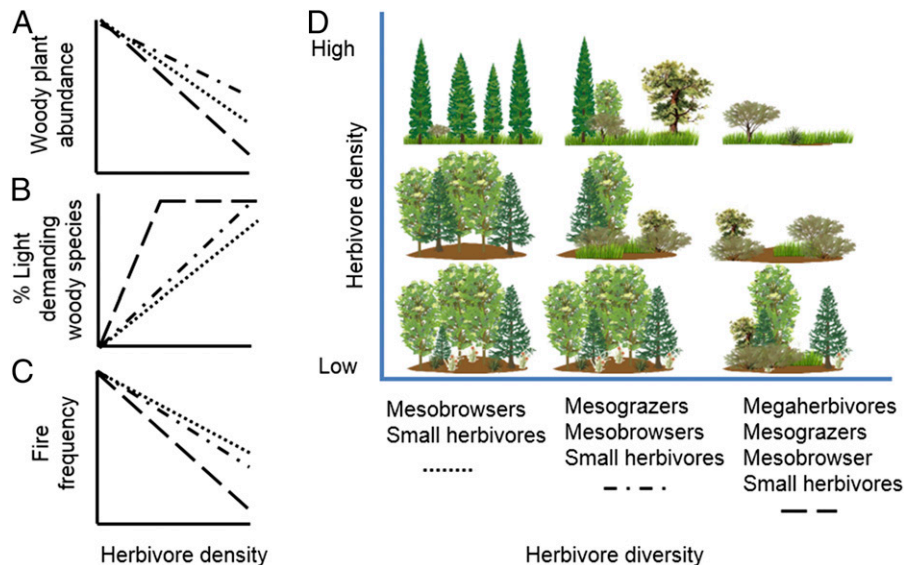 A
Woody plant
abundance
B
% Light
demanding
woody species
C
Fire
frequency
Herbivore density
D
High
Herbivore density
Low
Mesobrowsers
Small herbivores
Mesograzers
Mesobrowsers
Small herbivores
Megaherbivores
Mesograzers
Mesobrowser
Small herbivores
Herbivore diversity